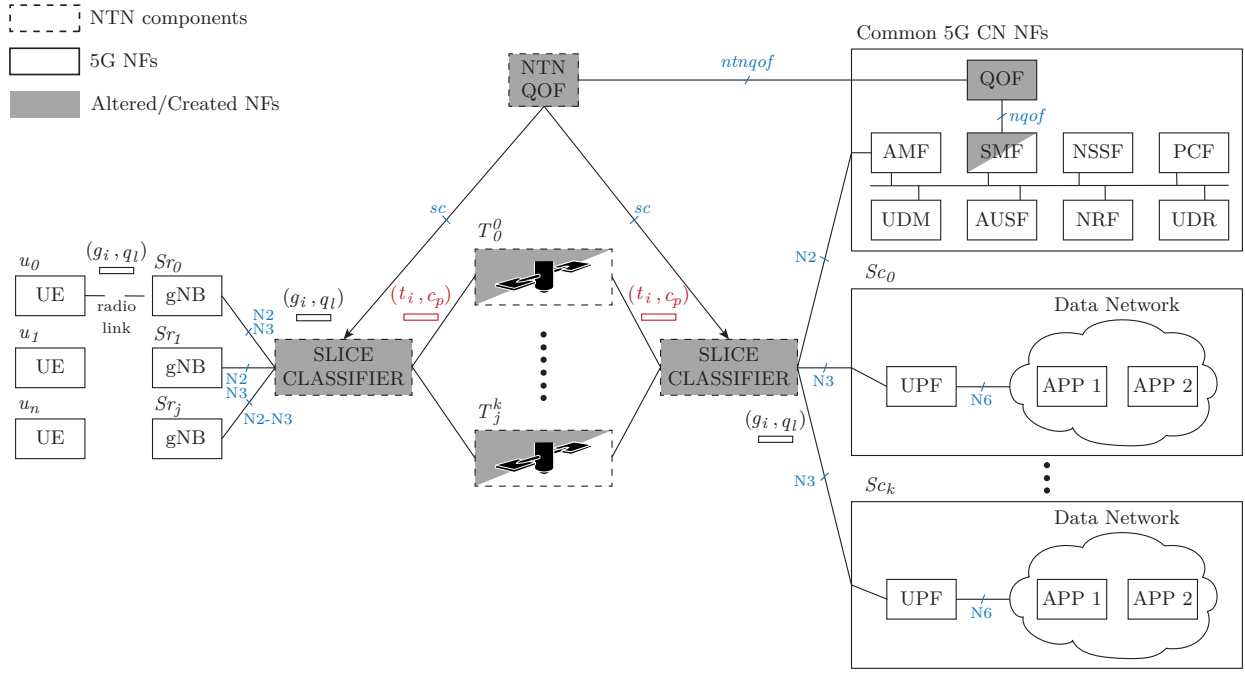 NTN components
5G NFs
Altered/Created NFs
NTN
QOF
ntnqof
Common 5G CN NFs
QOF
nqof
AMF
SMF
NSSF
PCF
UDM
AUSF
NRF
UDR
sc
sc
T_0^0
(g_i, q_l)
u_0
UE
radio
link
Sr_0
gNB
N2
N3
(g_i, q_l)
(t_i, c_p)
(t_i, c_p)
N2
u_1
UE
Sr_1
gNB
N2
N3
SLICE
CLASSIFIER
SLICE
CLASSIFIER
u_n
UE
Sr_j
gNB
N2-N3
T_j^k
(g_i, q_l)
N3
N3
Sc_0
Data Network
UPF
N6
APP 1
APP 2
Sc_k
Data Network
UPF
N6
APP 1
APP 2